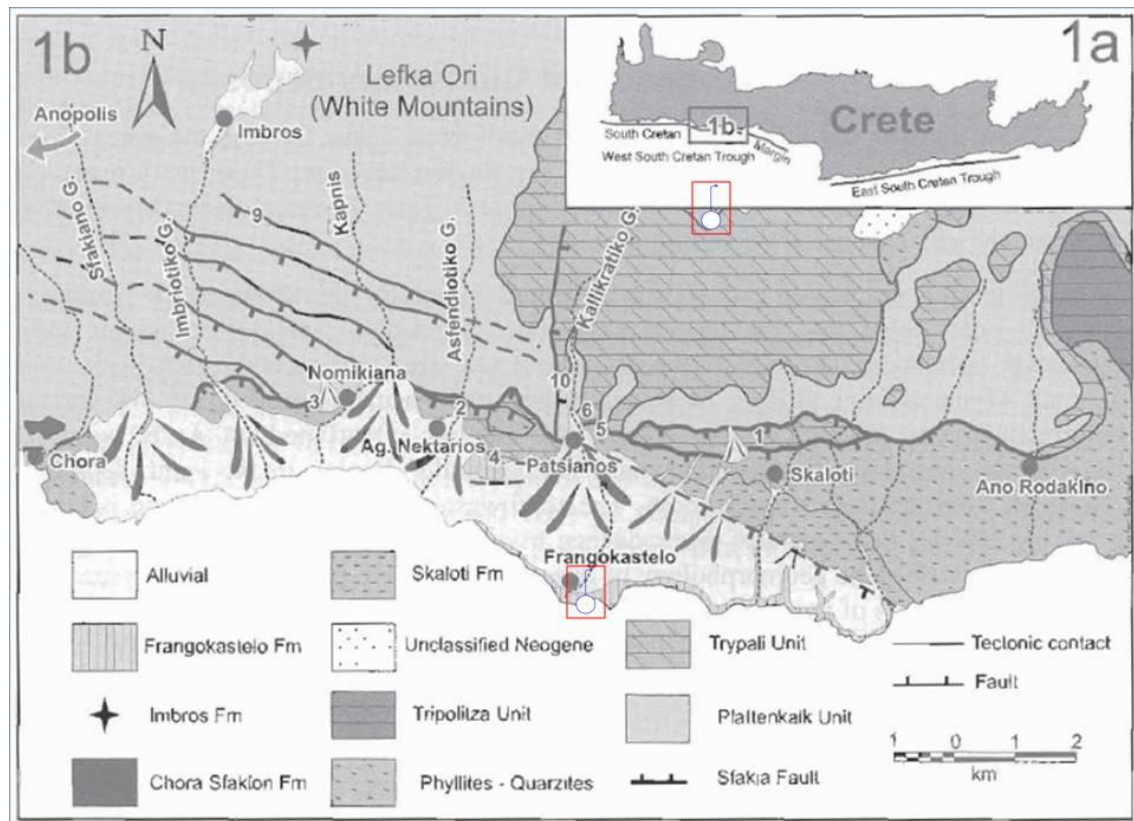 1b
N
Lefka Ori
(White Mountains)
Anopolis
Imbros
1a
South Cretan
1b
Margin
Crete
West South Cretan Trough
East South Cretan Trough
Sfakiano G.
Imbriotiko G.
9
Kapnis
Asfendiotiko G.
Kallikratiko G.
10
Nomikiana
3
2
6
5
1
Ag. Nektarios
4
Patsianos
Chora
Skaloti
Ano Rodakino
Frangokastelo
Alluvial
Skaloti Fm
Frangokastelo Fm
Unclassified Neogene
Trypali Unit
Tectonic contact
Fault
Imbros Fm
Tripolitza Unit
Plattenkalk Unit
1 0 1 2
km
Chora Sfakion Fm
Phyllites - Quarzites
Sfakia Fault